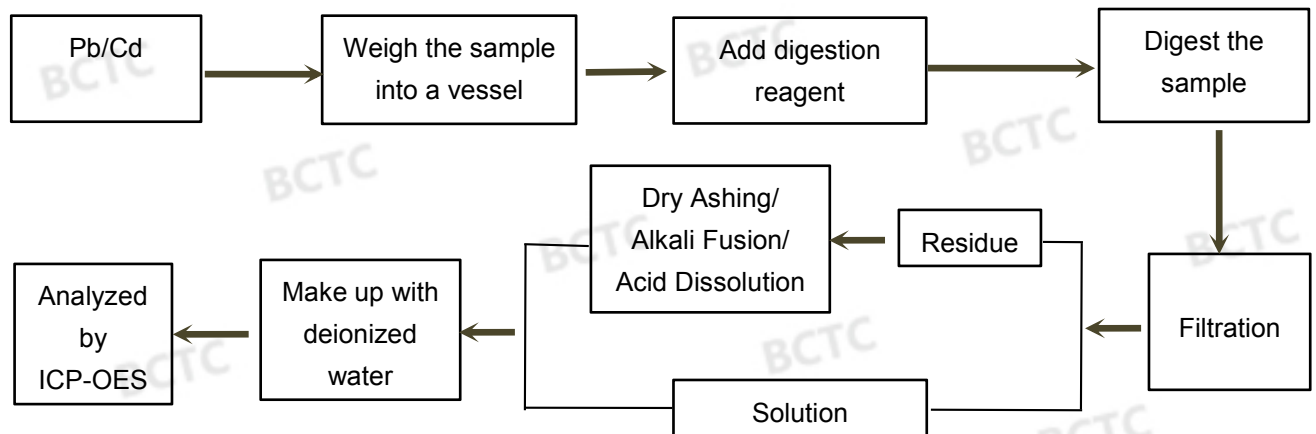 Pb/Cd
Weigh the sample
into a vessel
Add digestion
reagent
Digest the
sample
Filtration
Residue
Dry Ashing/
Alkali Fusion/
Acid Dissolution
Solution
Make up with
deionized
water
Analyzed
by
ICP-OES
BCTC
BCTC
BCTC
BCTC
BCTC
BCTC
BCTC
BCTC
BCTC